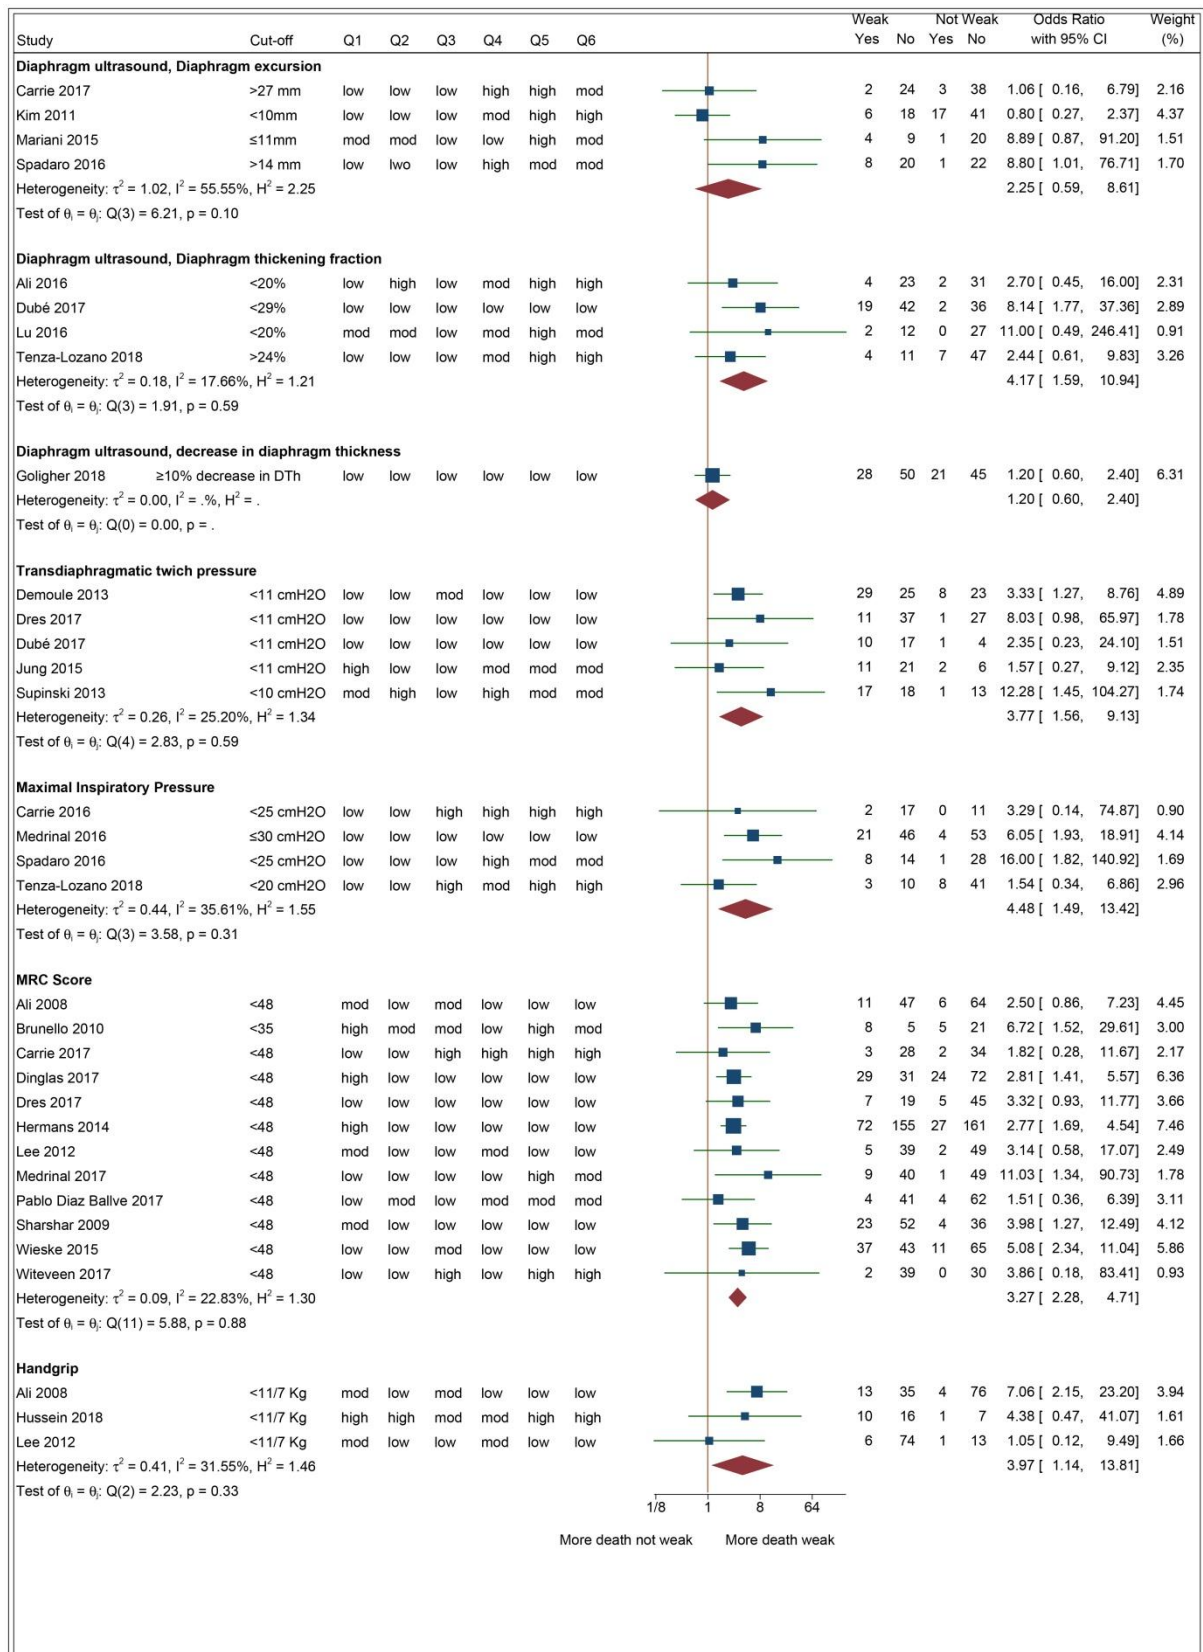 Weak Not Weak Odds Ratio Weight
Study Cut-off Q1 Q2 Q3 Q4 Q5 Q6 Yes No Yes No with 95% CI (%)
Diaphragm ultrasound, Diaphragm excursion
Carrie 2017 >27 mm low low low high high mod 2 24 3 38 1.06 [ 0.16, 6.79] 2.16
Kim 2011 <10mm low low low mod high high 6 18 17 41 0.80 [ 0.27, 2.37] 4.37
Mariani 2015 ≤11mm mod mod low low high mod 4 9 1 20 8.89 [ 0.87, 91.20] 1.51
Spadaro 2016 >14 mm low lwo low high mod mod 8 20 1 22 8.80 [ 1.01, 76.71] 1.70
Heterogeneity: τ² = 1.02, I² = 55.55%, H² = 2.25 2.25 [ 0.59, 8.61]
Test of θᵢ = θⱼ: Q(3) = 6.21, p = 0.10
Diaphragm ultrasound, Diaphragm thickening fraction
Ali 2016 <20% low high low mod high high 4 23 2 31 2.70 [ 0.45, 16.00] 2.31
Dubé 2017 <29% low low low low low low 19 42 2 36 8.14 [ 1.77, 37.36] 2.89
Lu 2016 <20% mod mod low mod high mod 2 12 0 27 11.00 [ 0.49, 246.41] 0.91
Tenza-Lozano 2018 >24% low low low mod high high 4 11 7 47 2.44 [ 0.61, 9.83] 3.26
Heterogeneity: τ² = 0.18, I² = 17.66%, H² = 1.21 4.17 [ 1.59, 10.94]
Test of θᵢ = θⱼ: Q(3) = 1.91, p = 0.59
Diaphragm ultrasound, decrease in diaphragm thickness
Goligher 2018 ≥10% decrease in DTh low low low low low low 28 50 21 45 1.20 [ 0.60, 2.40] 6.31
Heterogeneity: τ² = 0.00, I² = .%, H² = . 1.20 [ 0.60, 2.40]
Test of θᵢ = θⱼ: Q(0) = 0.00, p = .
Transdiaphragmatic twich pressure
Demoule 2013 <11 cmH2O low low mod low low low 29 25 8 23 3.33 [ 1.27, 8.76] 4.89
Dres 2017 <11 cmH2O low low low low low low 11 37 1 27 8.03 [ 0.98, 65.97] 1.78
Dubé 2017 <11 cmH2O low low low low low low 10 17 1 4 2.35 [ 0.23, 24.10] 1.51
Jung 2015 <11 cmH2O high low low mod mod mod 11 21 2 6 1.57 [ 0.27, 9.12] 2.35
Supinski 2013 <10 cmH2O mod high low high mod mod 17 18 1 13 12.28 [ 1.45, 104.27] 1.74
Heterogeneity: τ² = 0.26, I² = 25.20%, H² = 1.34 3.77 [ 1.56, 9.13]
Test of θᵢ = θⱼ: Q(4) = 2.83, p = 0.59
Maximal Inspiratory Pressure
Carrie 2016 <25 cmH2O low low high high high high 2 17 0 11 3.29 [ 0.14, 74.87] 0.90
Medrinal 2016 ≤30 cmH2O low low low low low low 21 46 4 53 6.05 [ 1.93, 18.91] 4.14
Spadaro 2016 <25 cmH2O low low low high mod mod 8 14 1 28 16.00 [ 1.82, 140.92] 1.69
Tenza-Lozano 2018 <20 cmH2O low low high mod high high 3 10 8 41 1.54 [ 0.34, 6.86] 2.96
Heterogeneity: τ² = 0.44, I² = 35.61%, H² = 1.55 4.48 [ 1.49, 13.42]
Test of θᵢ = θⱼ: Q(3) = 3.58, p = 0.31
MRC Score
Ali 2008 <48 mod low mod low low low 11 47 6 64 2.50 [ 0.86, 7.23] 4.45
Brunello 2010 <35 high mod mod low high mod 8 5 5 21 6.72 [ 1.52, 29.61] 3.00
Carrie 2017 <48 low low high high high high 3 28 2 34 1.82 [ 0.28, 11.67] 2.17
Dinglas 2017 <48 high low low low low low 29 31 24 72 2.81 [ 1.41, 5.57] 6.36
Dres 2017 <48 low low low low low low 7 19 5 45 3.32 [ 0.93, 11.77] 3.66
Hermans 2014 <48 high low low low low low 72 155 27 161 2.77 [ 1.69, 4.54] 7.46
Lee 2012 <48 mod low low mod low low 5 39 2 49 3.14 [ 0.58, 17.07] 2.49
Medrinal 2017 <48 low low low low high mod 9 40 1 49 11.03 [ 1.34, 90.73] 1.78
Pablo Diaz Ballve 2017 <48 low mod low mod mod mod 4 41 4 62 1.51 [ 0.36, 6.39] 3.11
Sharshar 2009 <48 mod low low low low low 23 52 4 36 3.98 [ 1.27, 12.49] 4.12
Wieske 2015 <48 low low mod low low low 37 43 11 65 5.08 [ 2.34, 11.04] 5.86
Witeveen 2017 <48 low low high low high high 2 39 0 30 3.86 [ 0.18, 83.41] 0.93
Heterogeneity: τ² = 0.09, I² = 22.83%, H² = 1.30 3.27 [ 2.28, 4.71]
Test of θᵢ = θⱼ: Q(11) = 5.88, p = 0.88
Handgrip
Ali 2008 <11/7 Kg mod low mod low low low 13 35 4 76 7.06 [ 2.15, 23.20] 3.94
Hussein 2018 <11/7 Kg high high mod mod high high 10 16 1 7 4.38 [ 0.47, 41.07] 1.61
Lee 2012 <11/7 Kg mod low low mod low low 6 74 1 13 1.05 [ 0.12, 9.49] 1.66
Heterogeneity: τ² = 0.41, I² = 31.55%, H² = 1.46 3.97 [ 1.14, 13.81]
Test of θᵢ = θⱼ: Q(2) = 2.23, p = 0.33
1/8 1 8 64
More death not weak More death weak